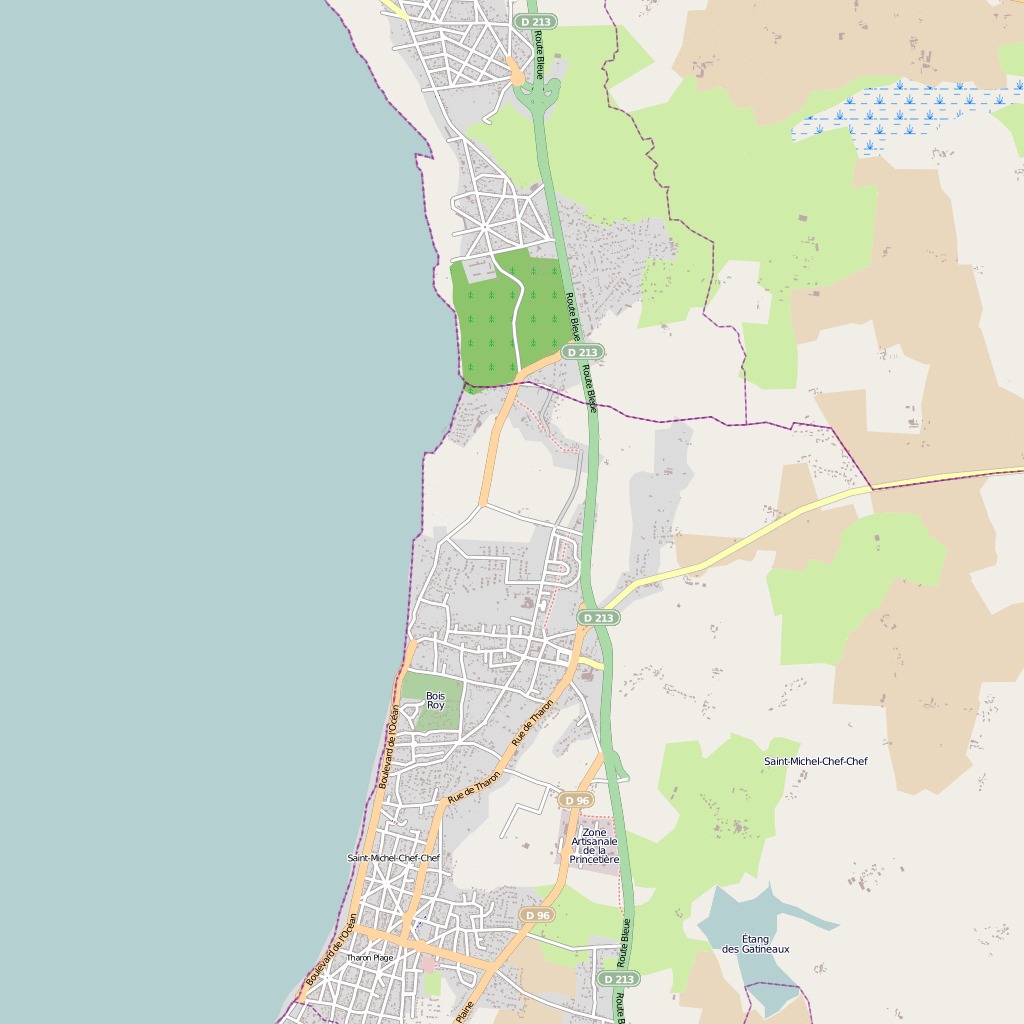 D 213
Route Bleue
Route Bleue
D 213
Route Bleue
D 213
Bois
Roy
Boulevard de l'Océan
Rue de Tharon
Rue de Tharon
Saint-Michel-Chef-Chef
D 96
Zone
Artisanale
de la
Princetière
Saint-Michel-Chef-Chef
D 96
Boulevard de l'Océan
Tharon Plage
Étang
des Gatineaux
Route Bleue
D 213
Plaine
Route B